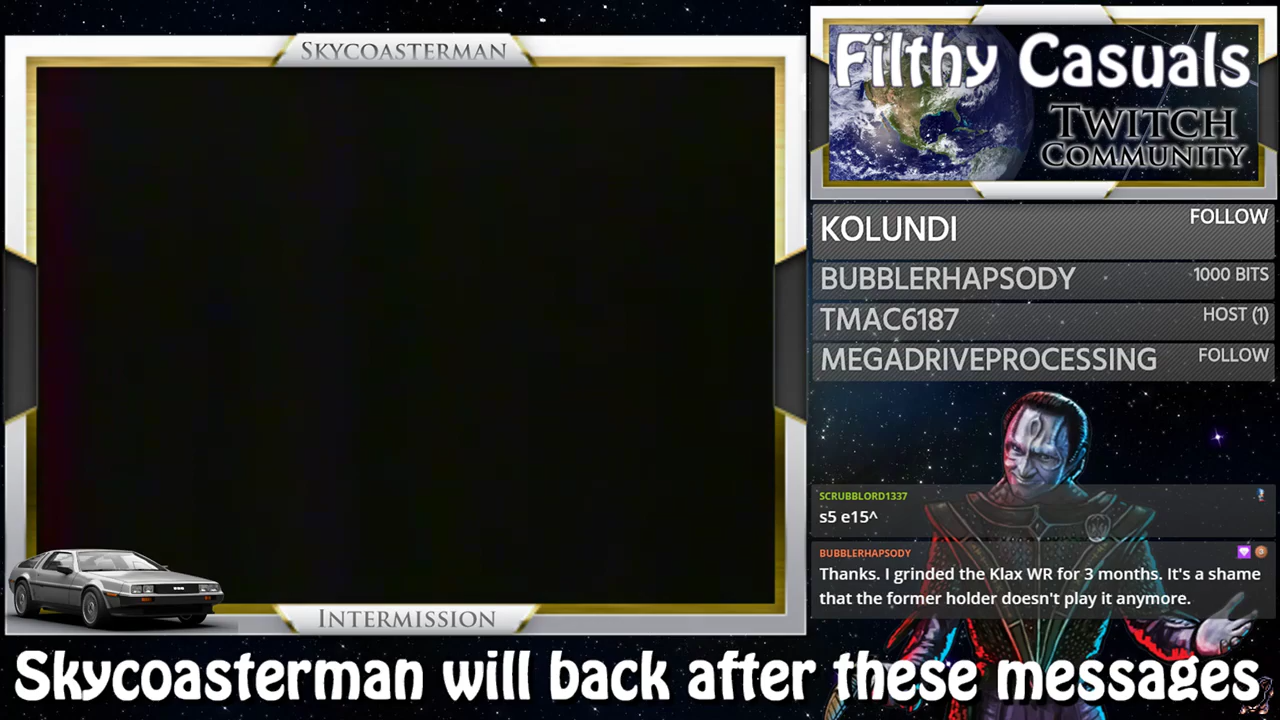 SKYCOASTERMAN
Filthy Casuals
TWITCH
COMMUNITY
KOLUNDI
FOLLOW
BUBBLERHAPSODY
1000 BITS
TMAC6187
HOST (1)
MEGADRIVEPROCESSING
FOLLOW
SCRUBBLORD1337
s5 e15^
BUBBLERHAPSODY
Thanks. I grinded the Klax WR for 3 months. It's a shame
that the former holder doesn't play it anymore.
INTERMISSION
Skycoasterman will back after these messages